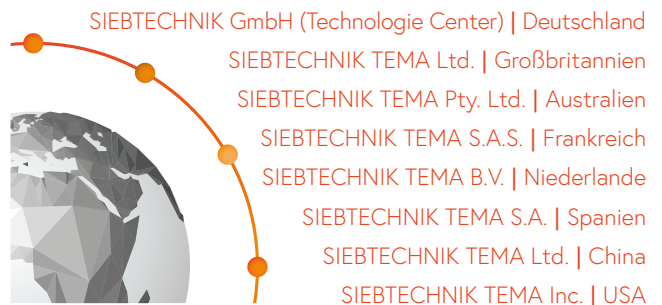 SIEBTECHNIK GmbH (Technologie Center) | Deutschland
SIEBTECHNIK TEMA Ltd. | Großbritannien
SIEBTECHNIK TEMA Pty. Ltd. | Australien
SIEBTECHNIK TEMA S.A.S. | Frankreich
SIEBTECHNIK TEMA B.V. | Niederlande
SIEBTECHNIK TEMA S.A. | Spanien
SIEBTECHNIK TEMA Ltd. | China
SIEBTECHNIK TEMA Inc. | USA